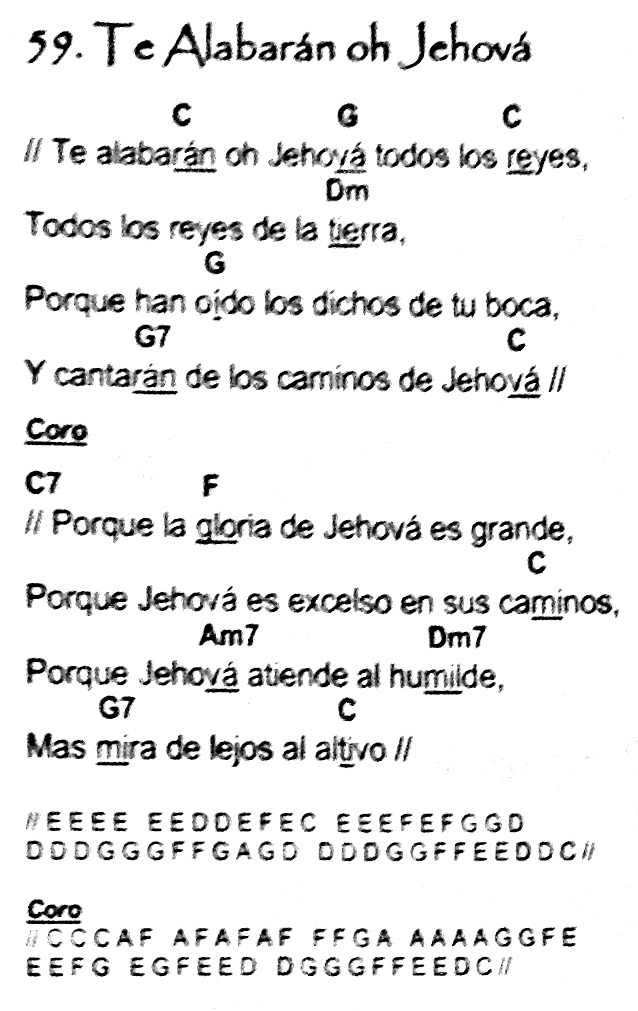 59. Te Alabarán oh Jehová
C G C
// Te alabarán oh Jehová todos los reyes,
Dm
Todos los reyes de la tierra,
G
Porque han oído los dichos de tu boca,
G7 C
Y cantarán de los caminos de Jehová //
Coro
C7 F
// Porque la gloria de Jehová es grande,
C
Porque Jehová es excelso en sus caminos,
Am7 Dm7
Porque Jehová atiende al humilde,
G7 C
Mas mira de lejos al altivo //
// E E E E E E D D E F E C E E E F E F G G D
D D D G G G F F G A G D D D D G G F F E E D D C //
Coro
// C C C A F A F A F A F F F G A A A A A G G F E
E E F G E G F E E D D G G G F F E E D C //